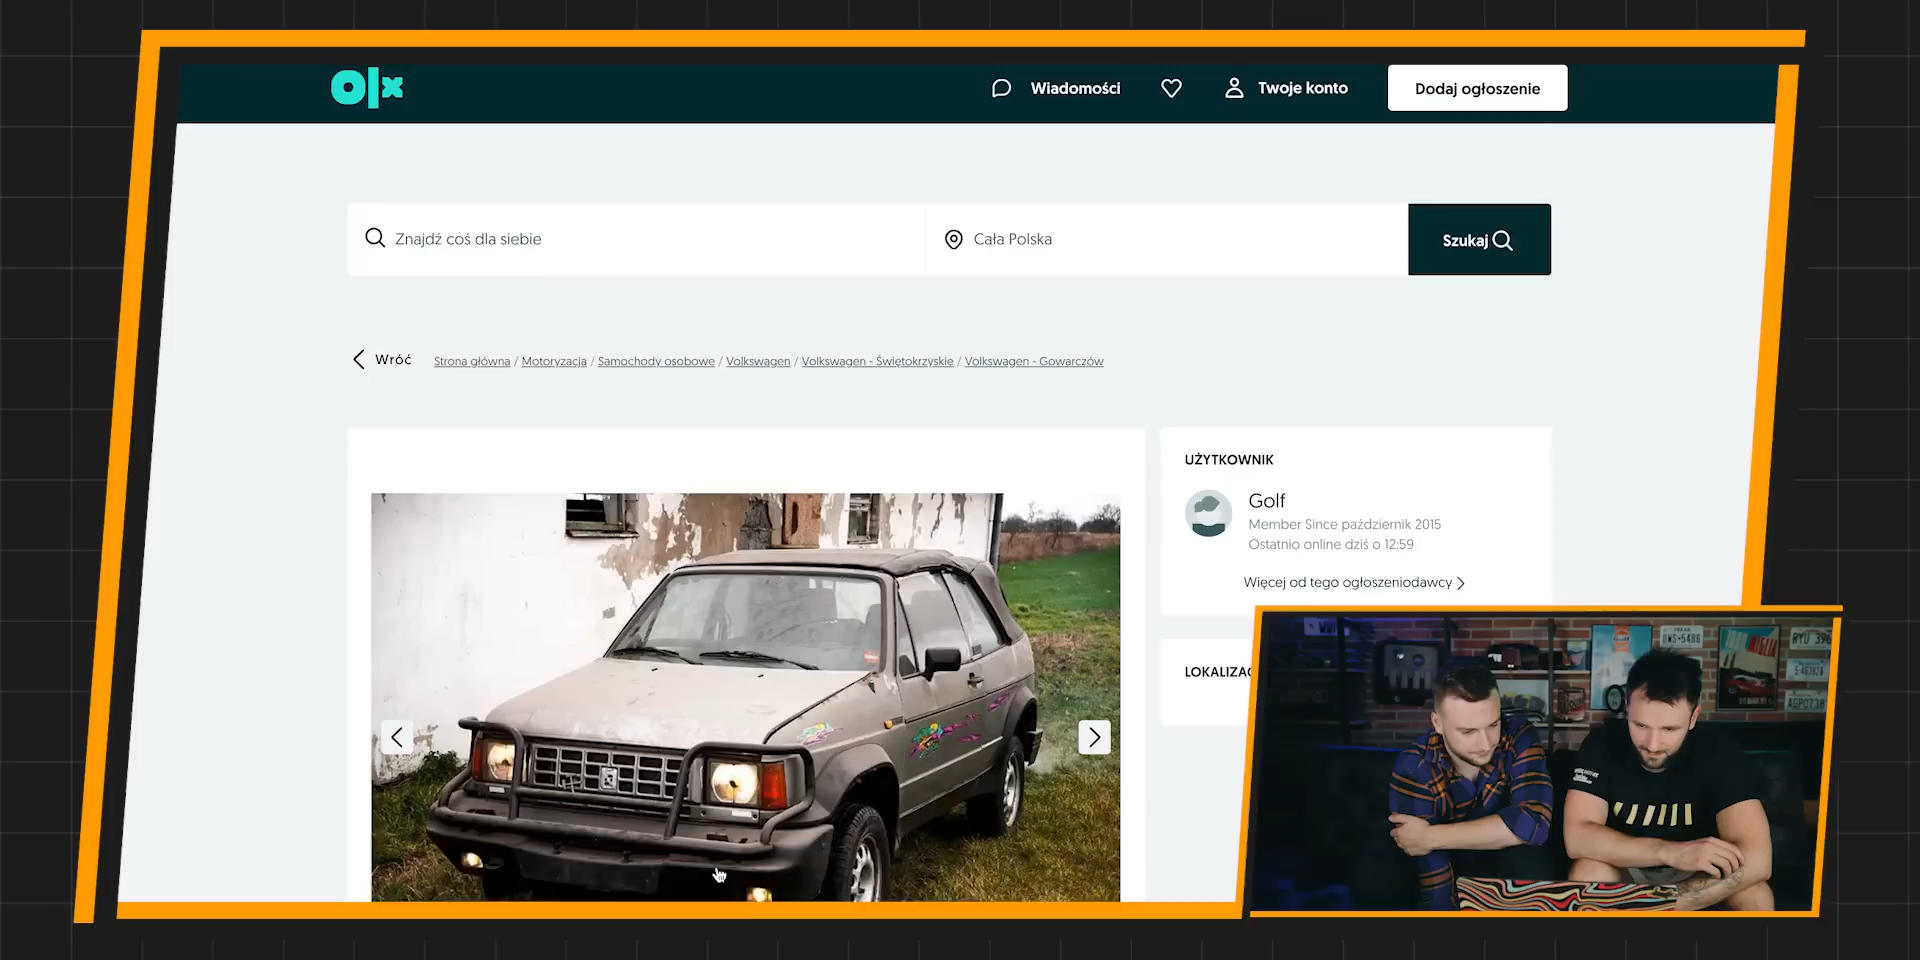 olx
Wiadomości
Twoje konto
Dodaj ogłoszenie
Znajdź coś dla siebie
Cała Polska
Szukaj
Wróć
Strona główna / Motoryzacja / Samochody osobowe / Volkswagen / Volkswagen - Świętokrzyskie / Volkswagen - Gowarczów
UŻYTKOWNIK
Golf
Member Since październik 2015
Ostatnio online dziś o 12:59
Więcej od tego ogłoszeniodawcy
LOKALIZAC